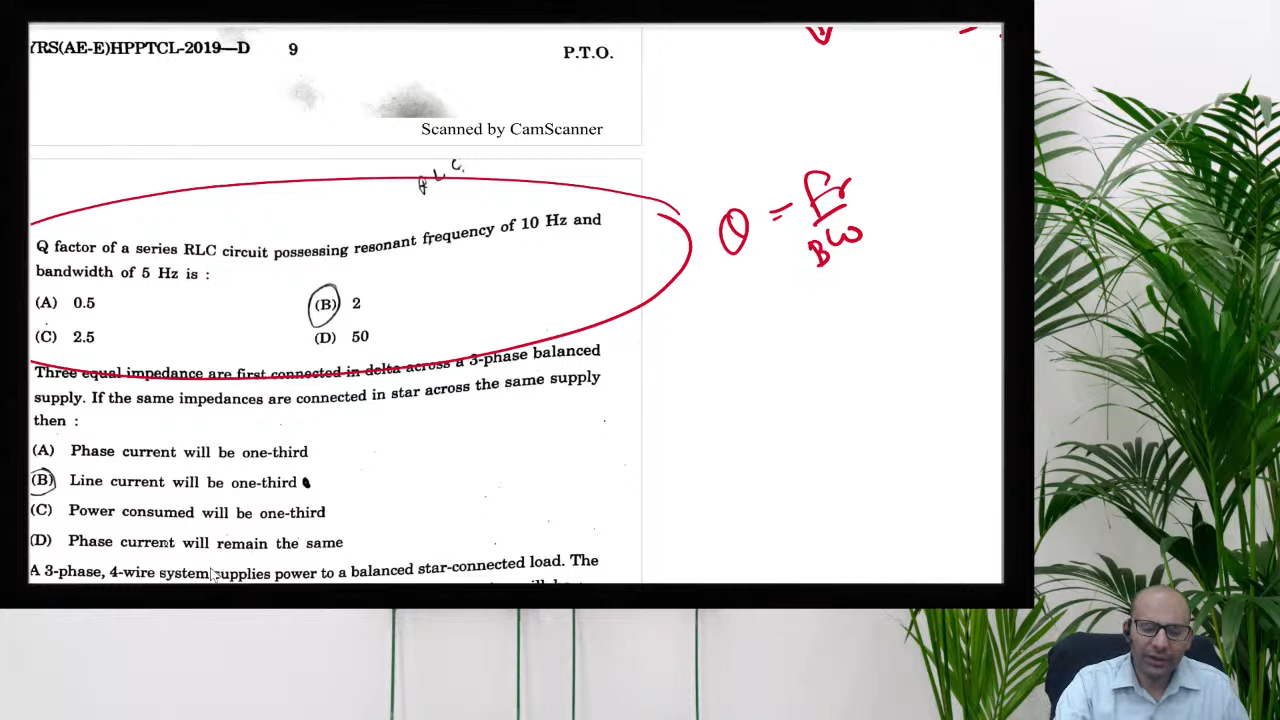 YRS(AE-E)HPPTCL-2019—D 9 P.T.O.
Scanned by CamScanner
R L C.
Q factor of a series RLC circuit possessing resonant frequency of 10 Hz and
bandwidth of 5 Hz is :
(A) 0.5 (B) 2
(C) 2.5 (D) 50
Q = Fr
BW
Three equal impedance are first connected in delta across a 3-phase balanced
supply. If the same impedances are connected in star across the same supply
then :
(A) Phase current will be one-third
(B) Line current will be one-third
(C) Power consumed will be one-third
(D) Phase current will remain the same
A 3-phase, 4-wire system supplies power to a balanced star-connected load. The